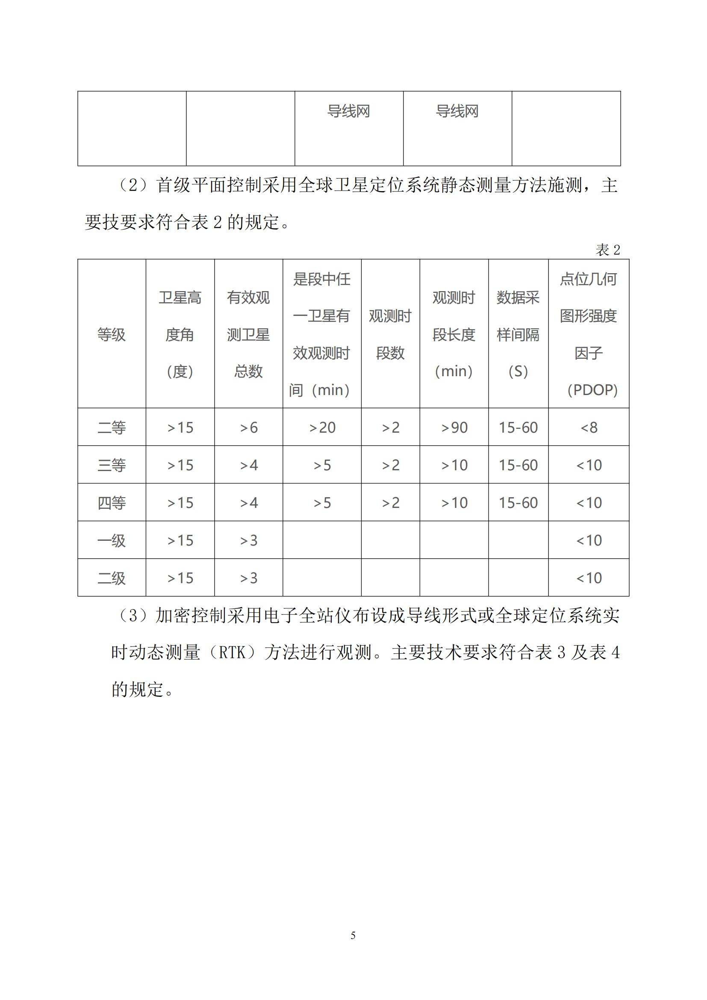 导线网 导线网
（2）首级平面控制采用全球卫星定位系统静态测量方法施测，主
要技要求符合表 2 的规定。
表 2
等级 卫星高度角（度） 有效观测卫星总数 是段中任一卫星有效观测时间（min） 观测时段数 观测时段长度（min） 数据采样间隔（S） 点位几何图形强度因子（PDOP)
二等 >15 >6 >20 >2 >90 15-60 <8
三等 >15 >4 >5 >2 >10 15-60 <10
四等 >15 >4 >5 >2 >10 15-60 <10
一级 >15 >3 <10
二级 >15 >3 <10
（3）加密控制采用电子全站仪布设成导线形式或全球定位系统实
时动态测量（RTK）方法进行观测。主要技术要求符合表 3 及表 4
的规定。
5